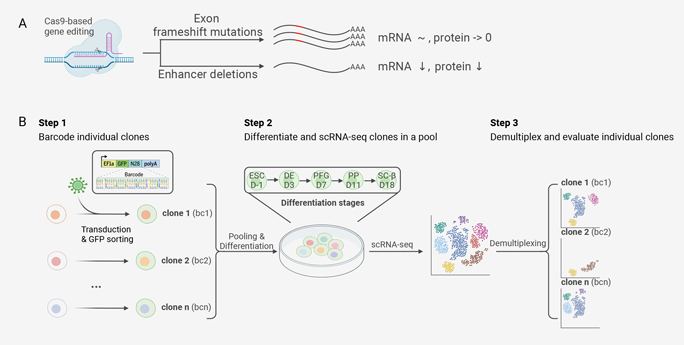 A
Cas9-based
gene editing
Exon
frameshift mutations
Enhancer deletions
AAA
AAA
AAA
mRNA ~ , protein -> 0
AAA
mRNA ↓, protein ↓
B
Step 1
Barcode individual clones
EF1a GFP N28 polyA
Barcode
Transduction
& GFP sorting
clone 1 (bc1)
clone 2 (bc2)
...
clone n (bcn)
Step 2
Differentiate and scRNA-seq clones in a pool
ESC DE PFG PP SC-β
D-1 D3 D7 D11 D18
Differentiation stages
Pooling &
Differentiation
scRNA-seq
Step 3
Demultiplex and evaluate individual clones
Demultiplexing
clone 1 (bc1)
clone 2 (bc2)
clone n (bcn)